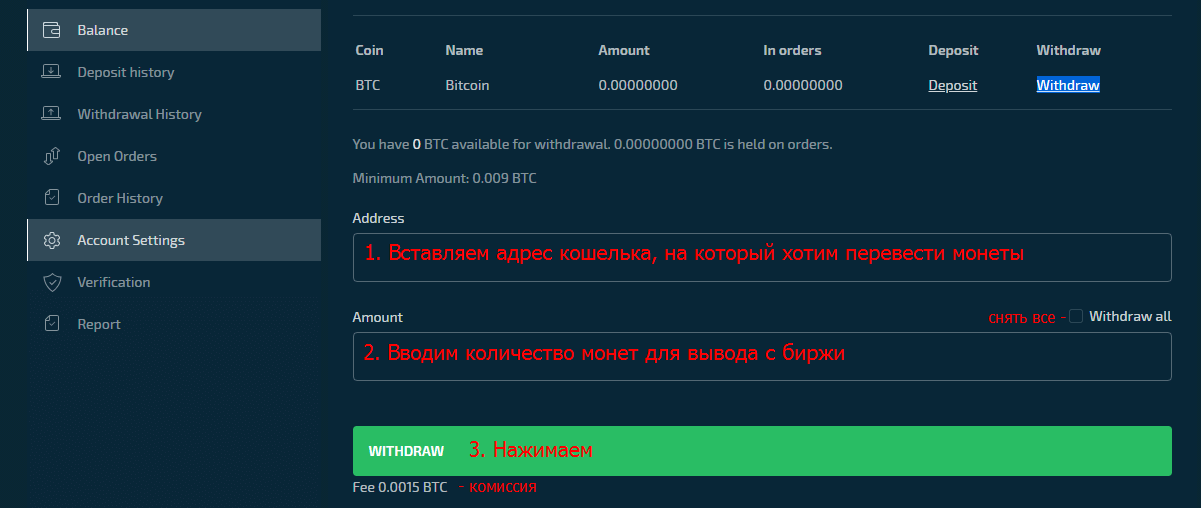 Balance
Deposit history
Withdrawal History
Open Orders
Order History
Account Settings
Verification
Report
Coin Name Amount In orders Deposit Withdraw
BTC Bitcoin 0.00000000 0.00000000 Deposit Withdraw
You have 0 BTC available for withdrawal. 0.00000000 BTC is held on orders.
Minimum Amount: 0.009 BTC
Address
1. Вставляем адрес кошелька, на который хотим перевести монеты
Amount снять все - Withdraw all
2. Вводим количество монет для вывода с биржи
WITHDRAW 3. Нажимаем
Fee 0.0015 BTC - комиссия